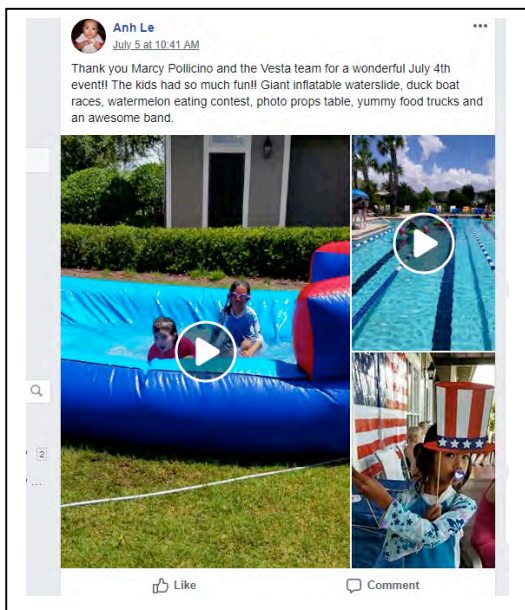 Anh Le
July 5 at 10:41 AM
Thank you Marcy Pollicino and the Vesta team for a wonderful July 4th
event!! The kids had so much fun!! Giant inflatable waterslide, duck boat
races, watermelon eating contest, photo props table, yummy food trucks and
an awesome band.
2
Like
Comment